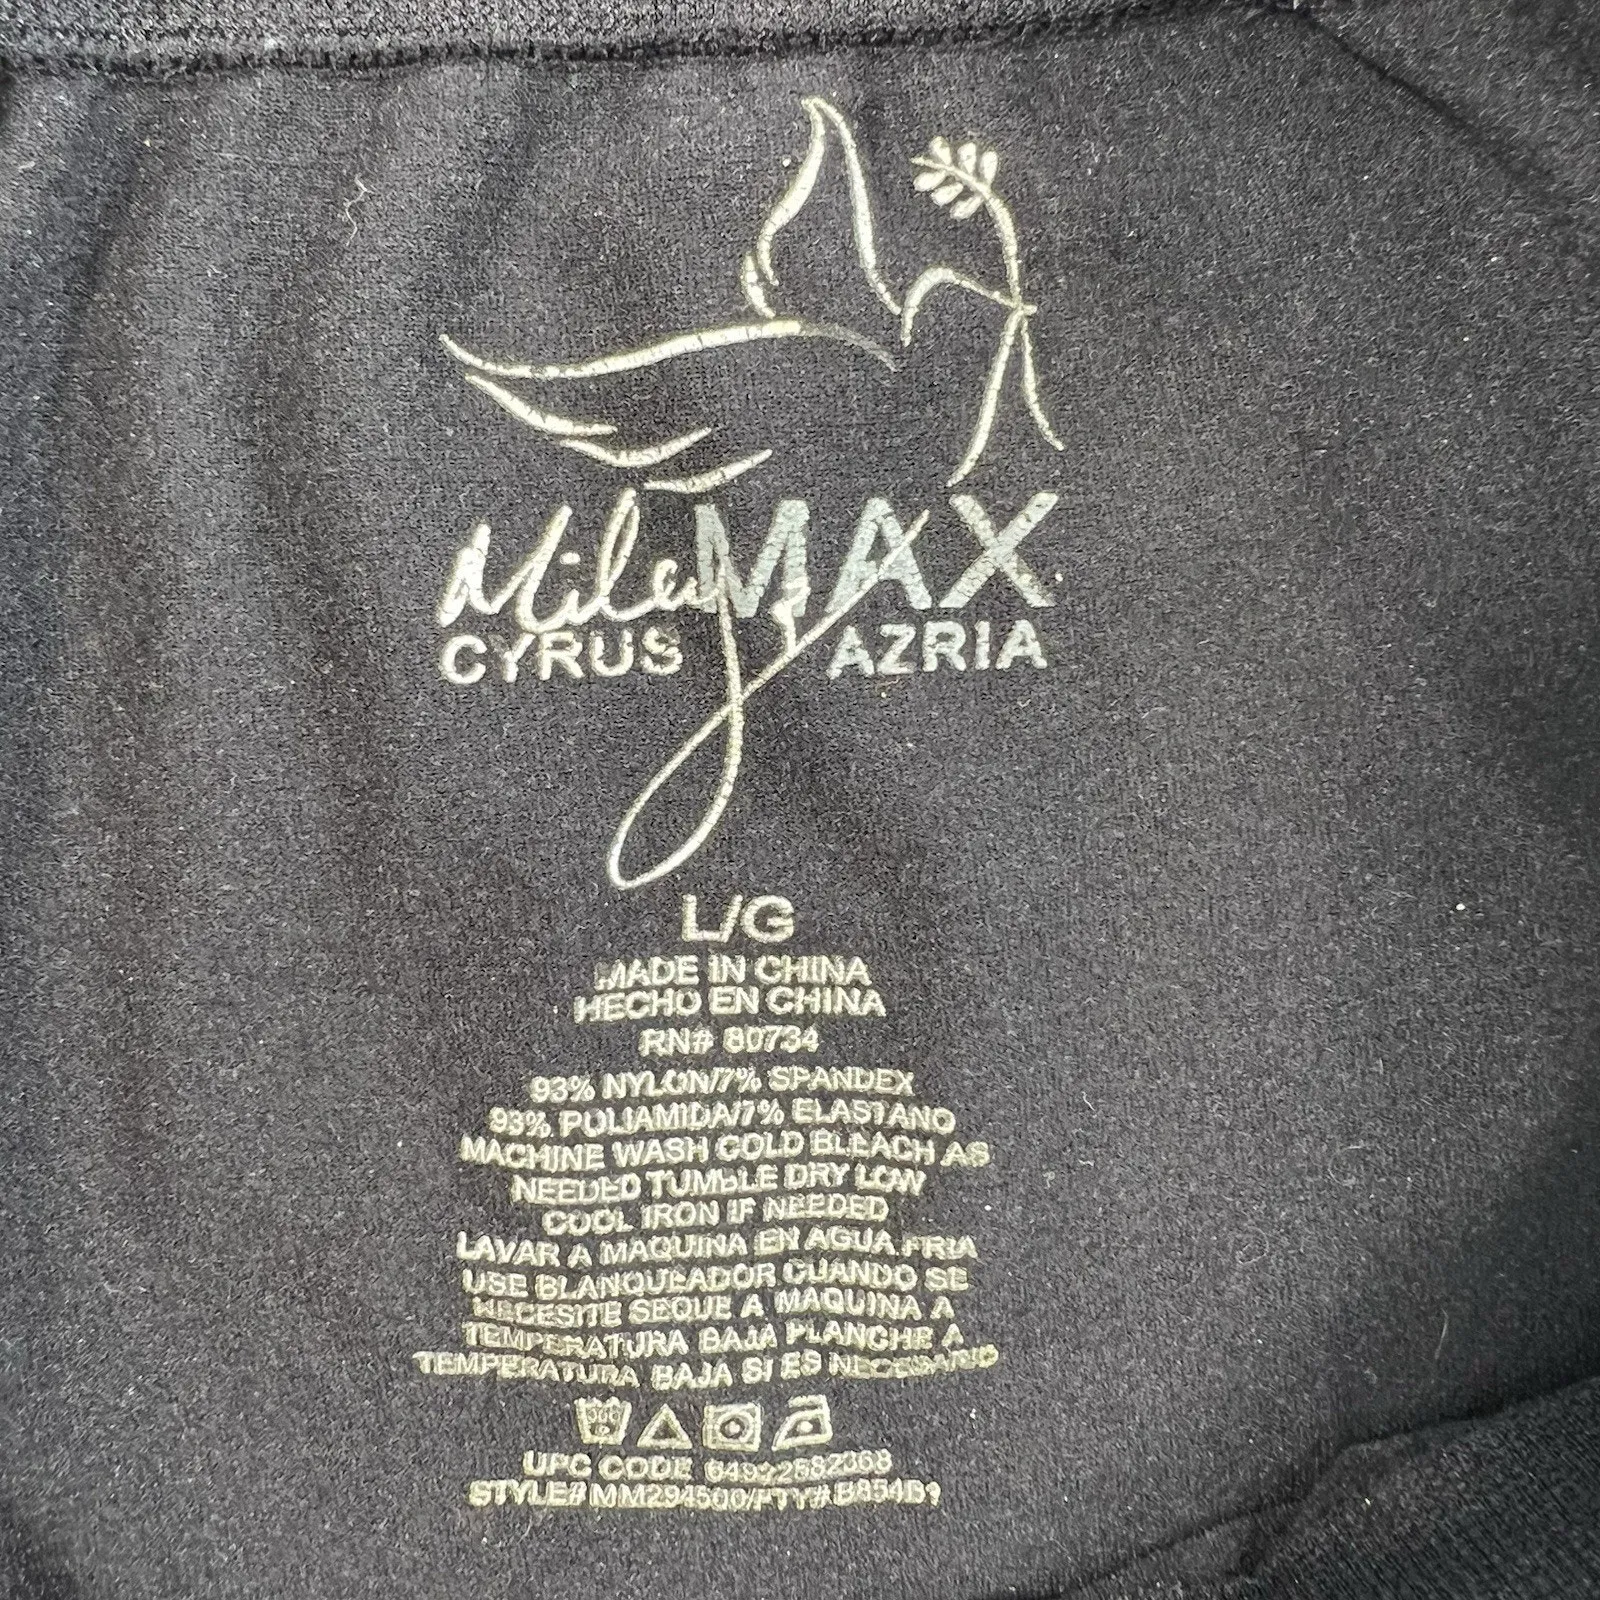 Miley MAX
CYRUS AZRIA
L/G
MADE IN CHINA
HECHO EN CHINA
RN# 80734
93% NYLON/7% SPANDEX
93% POLIAMIDA/7% ELASTANO
MACHINE WASH COLD BLEACH AS
NEEDED TUMBLE DRY LOW
COOL IRON IF NEEDED
LAVAR A MAQUINA EN AGUA FRIA
USE BLANQUEADOR CUANDO SE
NECESITE SEQUE A MAQUINA A
TEMPERATURA BAJA PLANCHE A
TEMPERATURA BAJA SI ES NECESARIO
UPC CODE
STYLE# MM294500/FTY#